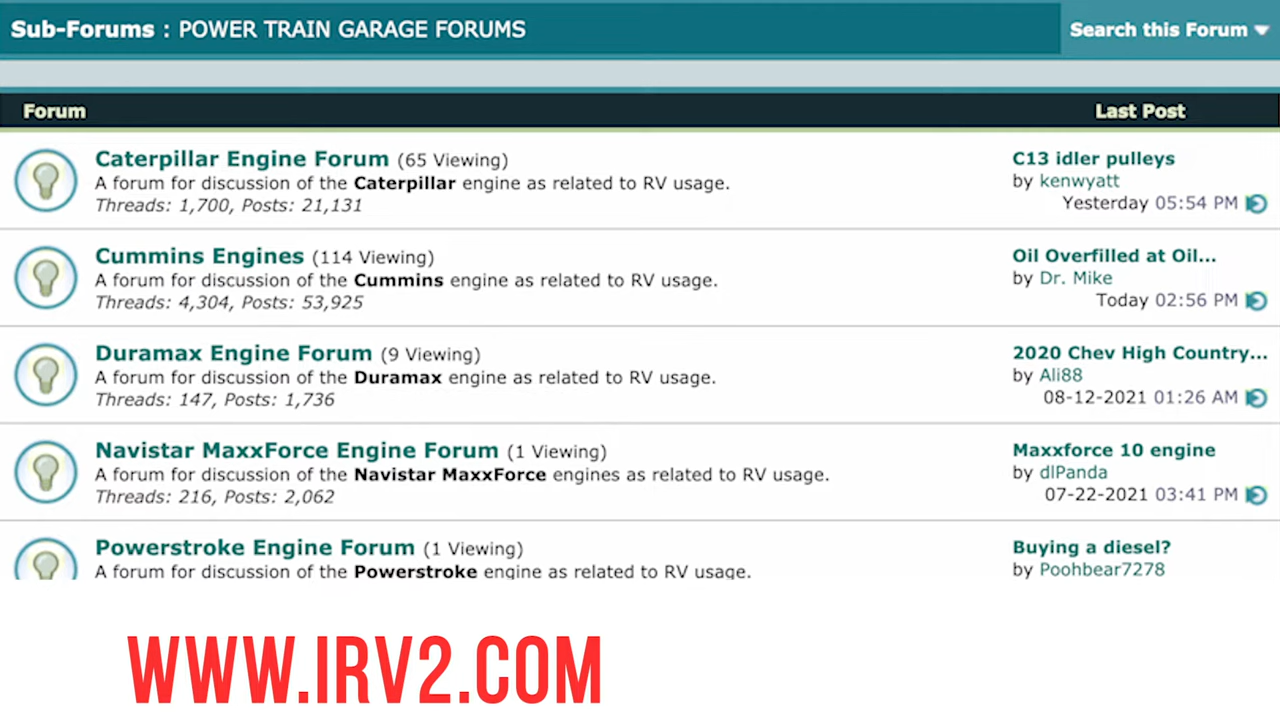 Sub-Forums : POWER TRAIN GARAGE FORUMS
Search this Forum
Forum
Last Post
Caterpillar Engine Forum (65 Viewing)
A forum for discussion of the Caterpillar engine as related to RV usage.
Threads: 1,700, Posts: 21,131
C13 idler pulleys
by kenwyatt
Yesterday 05:54 PM
Cummins Engines (114 Viewing)
A forum for discussion of the Cummins engine as related to RV usage.
Threads: 4,304, Posts: 53,925
Oil Overfilled at Oil...
by Dr. Mike
Today 02:56 PM
Duramax Engine Forum (9 Viewing)
A forum for discussion of the Duramax engine as related to RV usage.
Threads: 147, Posts: 1,736
2020 Chev High Country...
by Ali88
08-12-2021 01:26 AM
Navistar MaxxForce Engine Forum (1 Viewing)
A forum for discussion of the Navistar MaxxForce engines as related to RV usage.
Threads: 216, Posts: 2,062
Maxxforce 10 engine
by dlPanda
07-22-2021 03:41 PM
Powerstroke Engine Forum (1 Viewing)
A forum for discussion of the Powerstroke engine as related to RV usage.
Buying a diesel?
by Poohbear7278
WWW.IRV2.COM